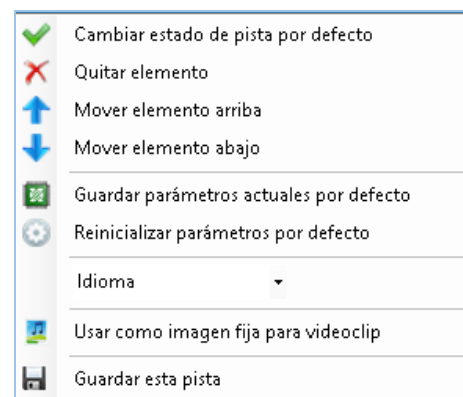 Cambiar estado de pista por defecto
Quitar elemento
Mover elemento arriba
Mover elemento abajo
Guardar parámetros actuales por defecto
Reinicializar parámetros por defecto
Idioma
Usar como imagen fija para videoclip
Guardar esta pista